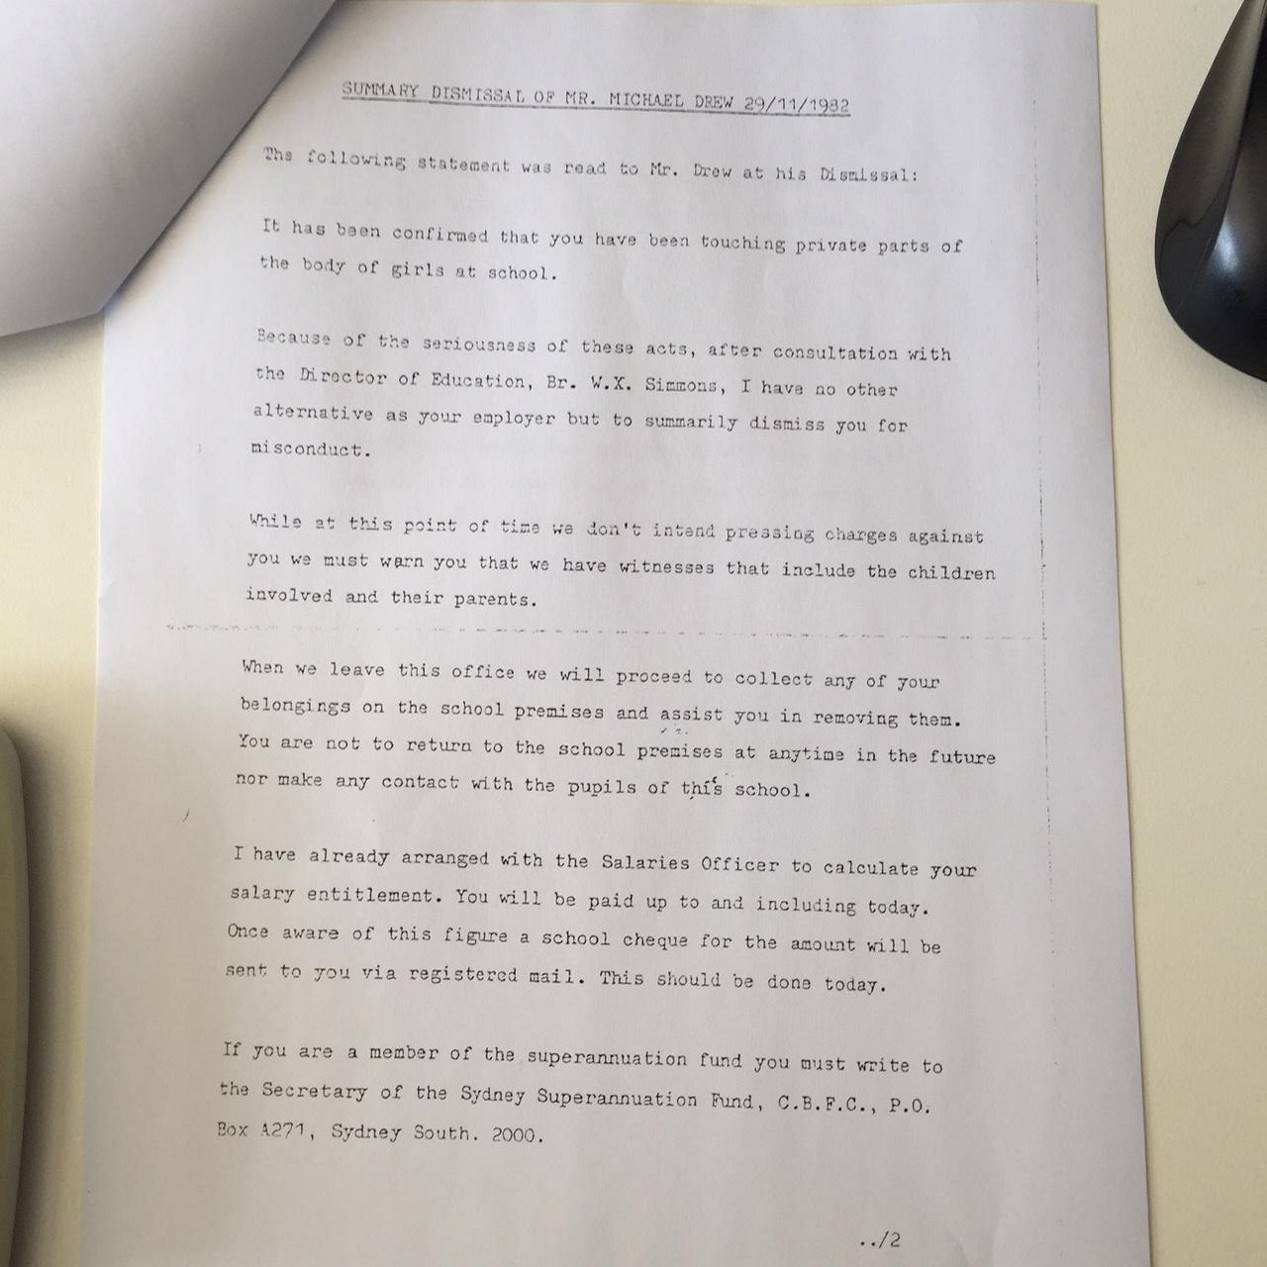 SUMMARY DISMISSAL OF MR. MICHAEL DREW 29/11/1982
The following statement was read to Mr. Drew at his Dismissal:
It has been confirmed that you have been touching private parts of
the body of girls at school.
Because of the seriousness of these acts, after consultation with
the Director of Education, Br. W.X. Simmons, I have no other
alternative as your employer but to summarily dismiss you for
misconduct.
While at this point of time we don't intend pressing charges against
you we must warn you that we have witnesses that include the children
involved and their parents.
When we leave this office we will proceed to collect any of your
belongings on the school premises and assist you in removing them.
You are not to return to the school premises at anytime in the future
nor make any contact with the pupils of this school.
I have already arranged with the Salaries Officer to calculate your
salary entitlement. You will be paid up to and including today.
Once aware of this figure a school cheque for the amount will be
sent to you via registered mail. This should be done today.
If you are a member of the superannuation fund you must write to
the Secretary of the Sydney Superannuation Fund, C.B.F.C., P.O.
Box A271, Sydney South. 2000.
../2